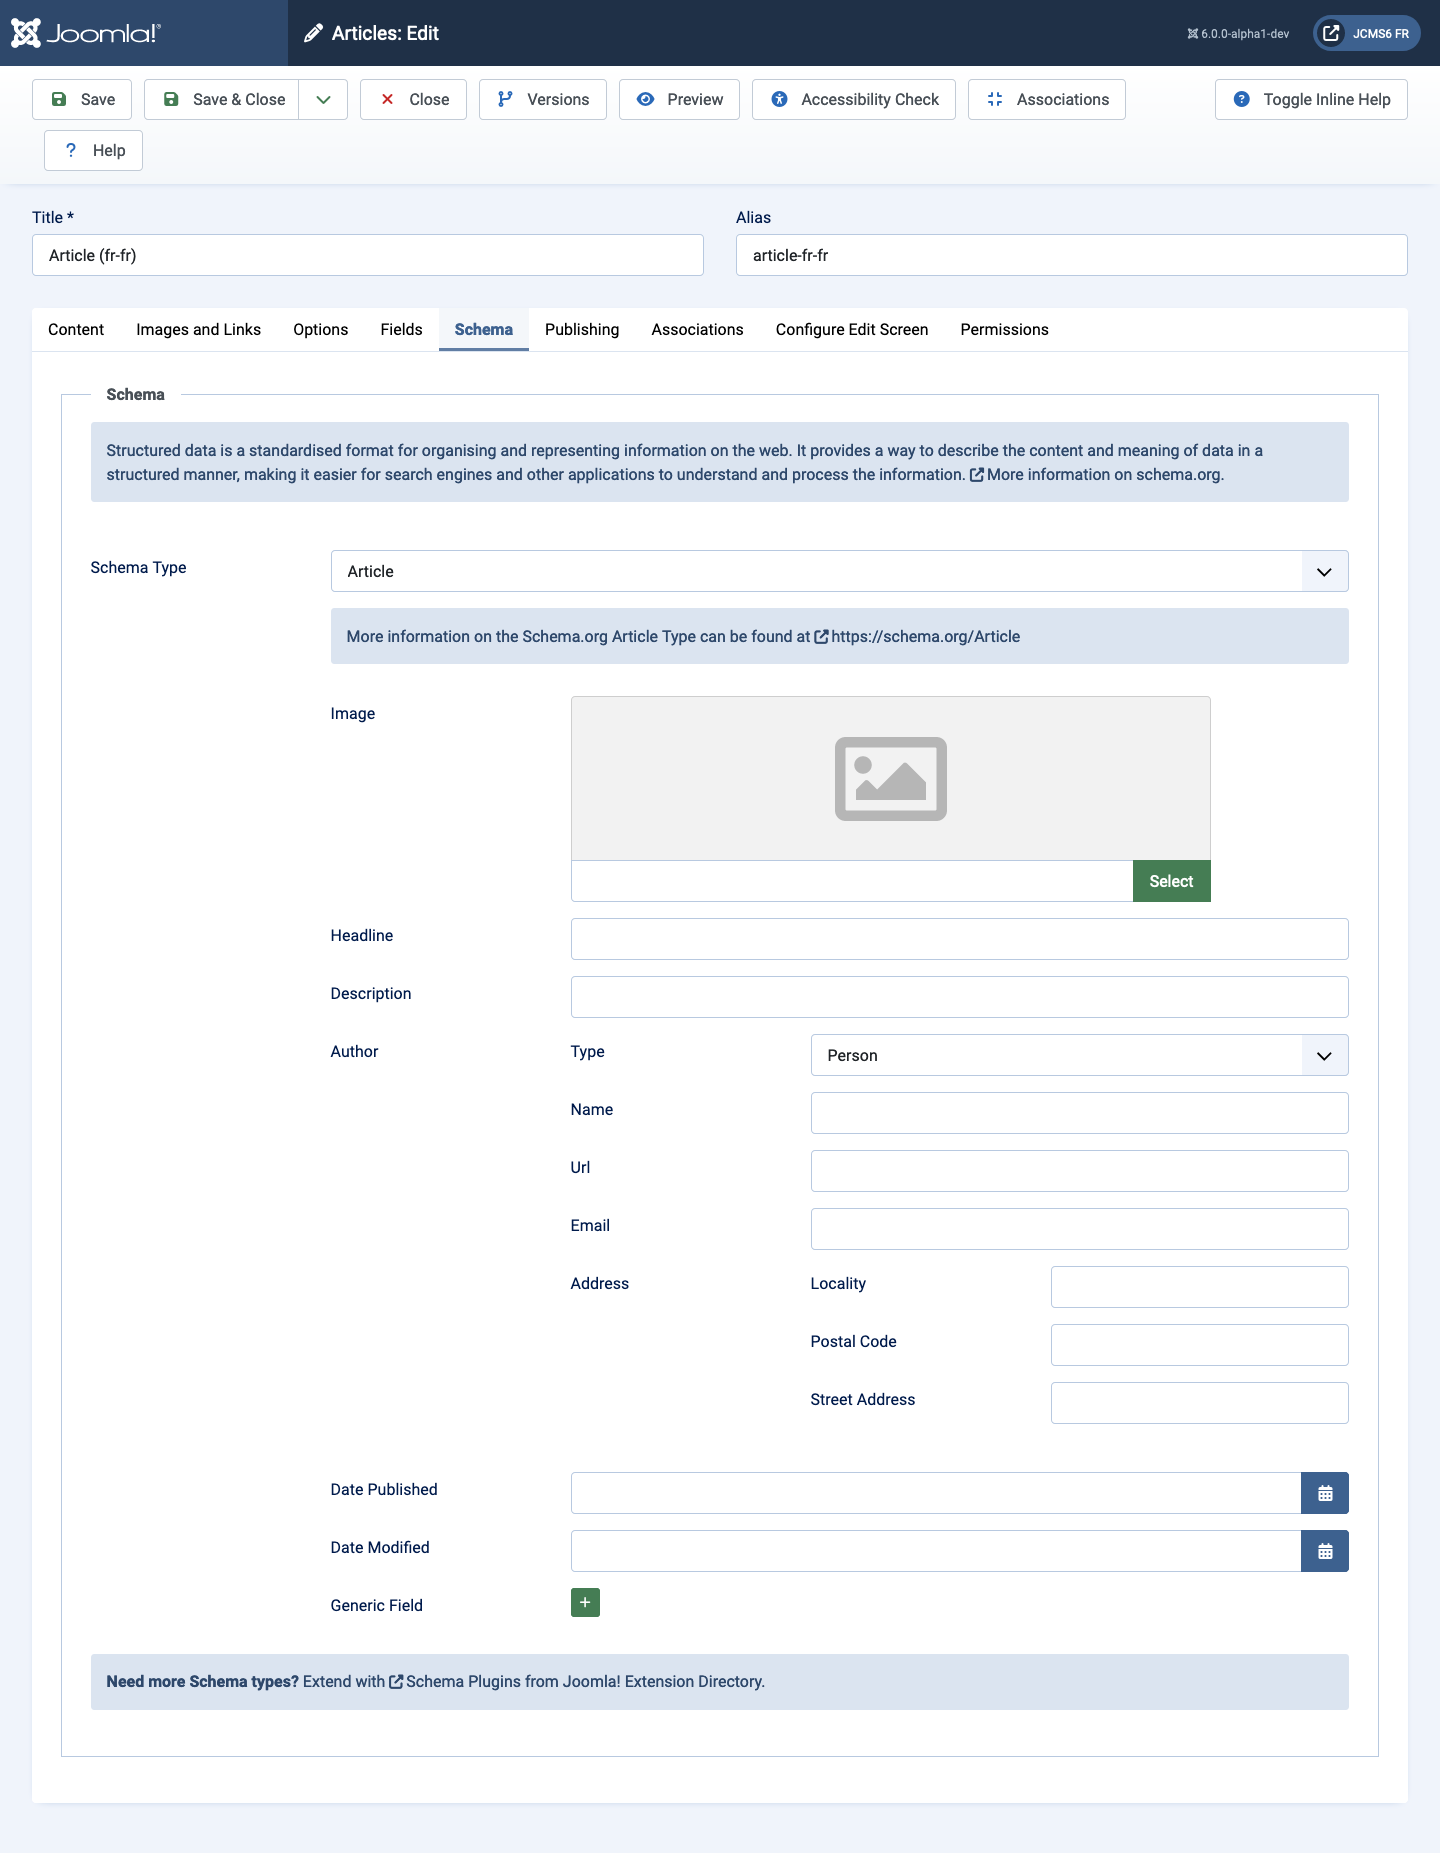 Joomla!®
Articles: Edit
6.0.0-alpha1-dev
JCMS6 FR
Save
Save & Close
Close
Versions
Preview
Accessibility Check
Associations
Toggle Inline Help
? Help
Title *
Alias
Article (fr-fr)
article-fr-fr
Content
Images and Links
Options
Fields
Schema
Publishing
Associations
Configure Edit Screen
Permissions
Schema
Structured data is a standardised format for organising and representing information on the web. It provides a way to describe the content and meaning of data in a
structured manner, making it easier for search engines and other applications to understand and process the information. More information on schema.org.
Schema Type
Article
More information on the Schema.org Article Type can be found at https://schema.org/Article
Image
Select
Headline
Description
Author
Type
Person
Name
Url
Email
Address
Locality
Postal Code
Street Address
Date Published
Date Modified
Generic Field
+
Need more Schema types? Extend with Schema Plugins from Joomla! Extension Directory.